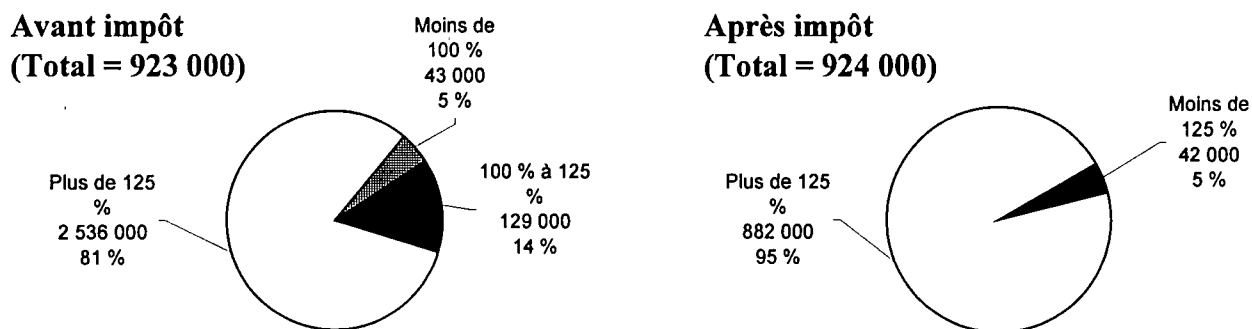 Avant impôt
(Total = 923 000)
Moins de
100 %
43 000
5 %
100 % à 125
%
129 000
14 %
Plus de 125
%
2 536 000
81 %
Après impôt
(Total = 924 000)
Moins de
125 %
42 000
5 %
Plus de 125
%
882 000
95 %